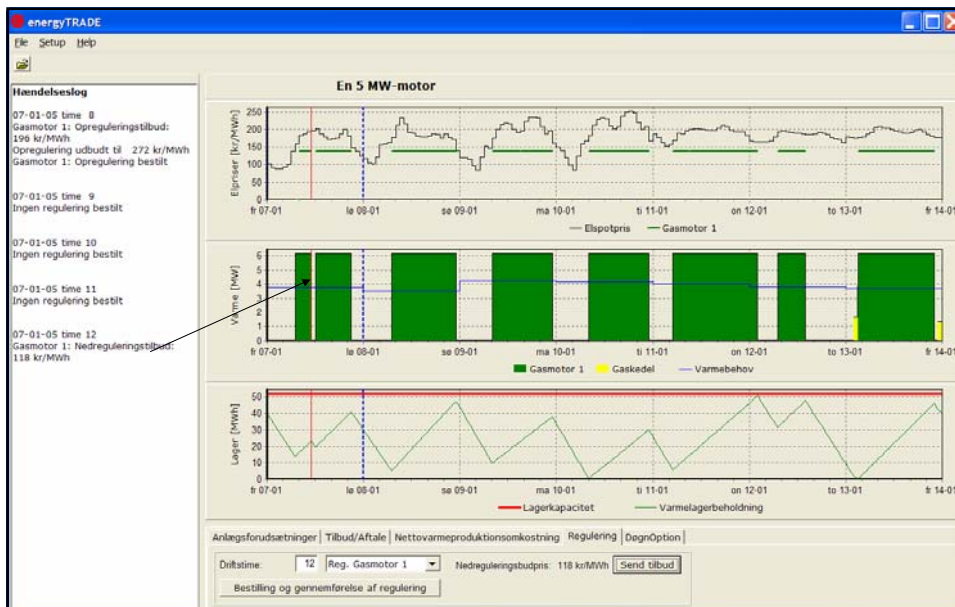 energyTRADE
File Setup Help
Hændelseslog
07-01-05 time 8
Gasmotor 1: Opreguleringstilbud:
196 kr/MWh
Opregulering udbudt til 272 kr/MWh
Gasmotor 1: Opregulering bestilt
07-01-05 time 9
Ingen regulering bestilt
07-01-05 time 10
Ingen regulering bestilt
07-01-05 time 11
Ingen regulering bestilt
07-01-05 time 12
Gasmotor 1: Nedreguleringstilbud:
118 kr/MWh
En 5 MW-motor
Elpriser [kr/MWh]
250
200
150
100
50
0
fr 07-01 lø 08-01 sø 09-01 ma 10-01 ti 11-01 on 12-01 to 13-01 fr 14-01
Elspotpris Gasmotor 1
Varme [MW]
6
5
4
3
2
1
0
fr 07-01 lø 08-01 sø 09-01 ma 10-01 ti 11-01 on 12-01 to 13-01 fr 14-01
Gasmotor 1 Gaskedel Varmebehov
Lager [MWh]
50
40
30
20
10
0
fr 07-01 lø 08-01 sø 09-01 ma 10-01 ti 11-01 on 12-01 to 13-01 fr 14-01
Lagerkapacitet Varmelagerbeholdning
Anlægsforudsætninger Tilbud/Aftale Nettovarmeproduktionsomkostning Regulering DøgnOption
Driftstime: 12 Reg. Gasmotor 1 Nedreguleringsbudpris: 118 kr/MWh Send tilbud
Bestilling og gennemførelse af regulering